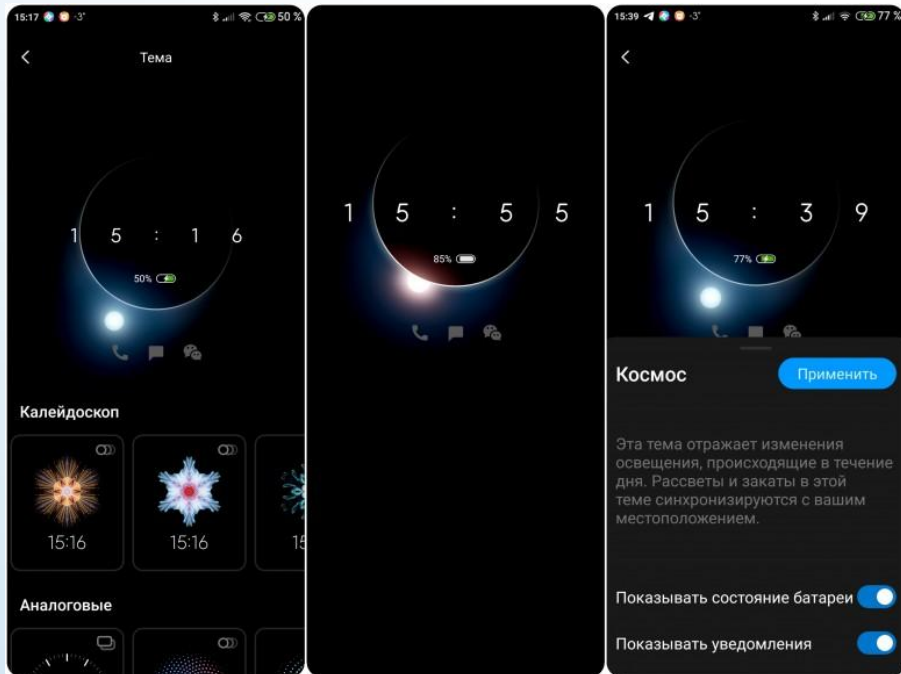 15:17 -3° 50 %
Тема
1 5 : 1 6
50%
Калейдоскоп
15:16
15:16
15
Аналоговые
1 5 : 5 5
85%
15:39 -3° 77 %
1 5 : 3 9
77%
Космос
Применить
Эта тема отражает изменения
освещения, происходящие в течение
дня. Рассветы и закаты в этой
теме синхронизируются с вашим
местоположением.
Показывать состояние батареи
Показывать уведомления